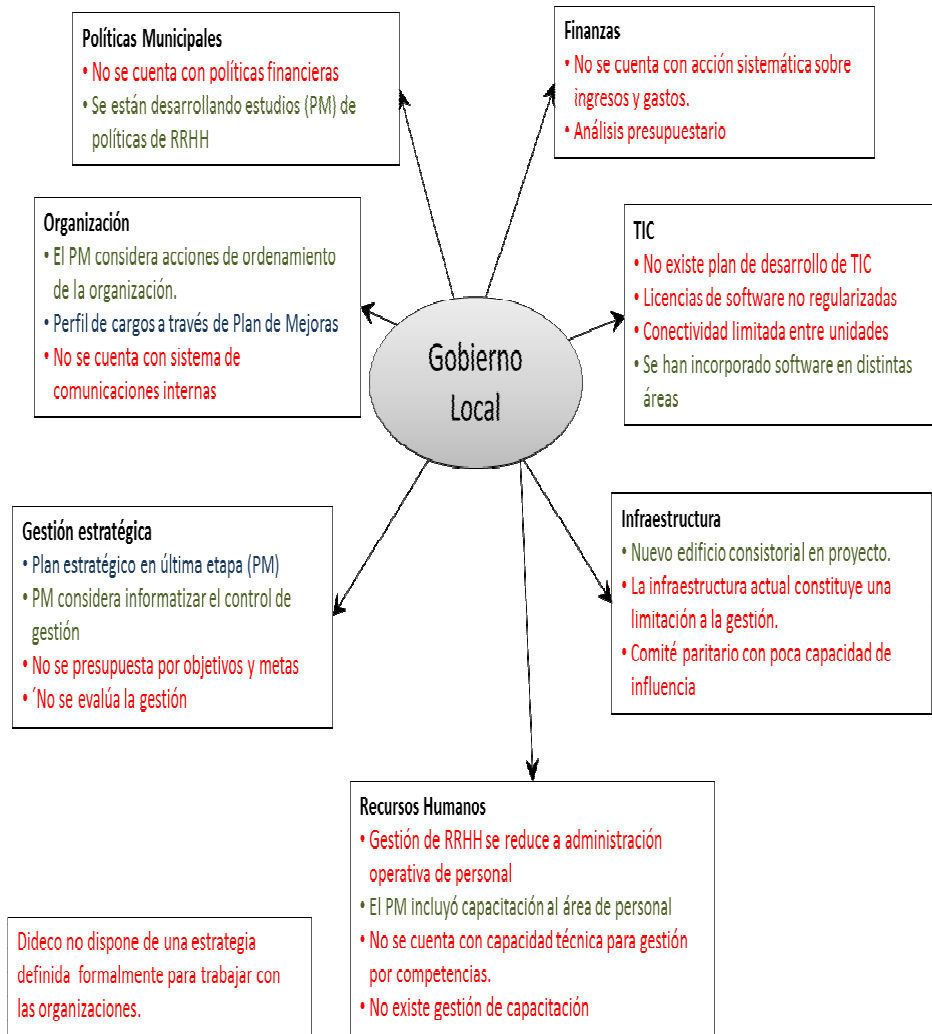 Políticas Municipales
• No se cuenta con políticas financieras
• Se están desarrollando estudios (PM) de
políticas de RRHH
Finanzas
• No se cuenta con acción sistemática sobre
ingresos y gastos.
• Análisis presupuestario
Organización
• El PM considera acciones de ordenamiento
de la organización.
• Perfil de cargos a través de Plan de Mejoras
• No se cuenta con sistema de
comunicaciones internas
TIC
• No existe plan de desarrollo de TIC
• Licencias de software no regularizadas
• Conectividad limitada entre unidades
• Se han incorporado software en distintas
áreas
Gobierno
Local
Gestión estratégica
• Plan estratégico en última etapa (PM)
• PM considera informatizar el control de
gestión
• No se presupuesta por objetivos y metas
• ´No se evalúa la gestión
Infraestructura
• Nuevo edificio consistorial en proyecto.
• La infraestructura actual constituye una
limitación a la gestión.
• Comité paritario con poca capacidad de
influencia
Recursos Humanos
• Gestión de RRHH se reduce a administración
operativa de personal
• El PM incluyó capacitación al área de personal
• No se cuenta con capacidad técnica para gestión
por competencias.
• No existe gestión de capacitación
Dideco no dispone de una estrategia
definida formalmente para trabajar con
las organizaciones.